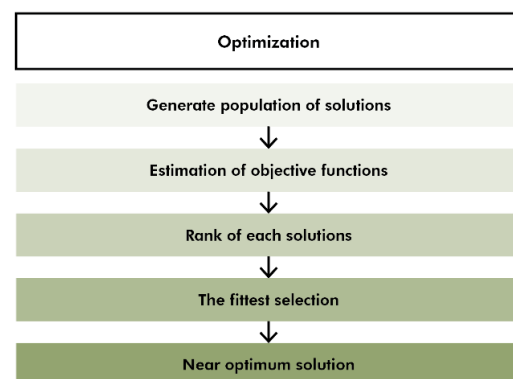 Optimization
Generate population of solutions
Estimation of objective functions
Rank of each solutions
The fittest selection
Near optimum solution